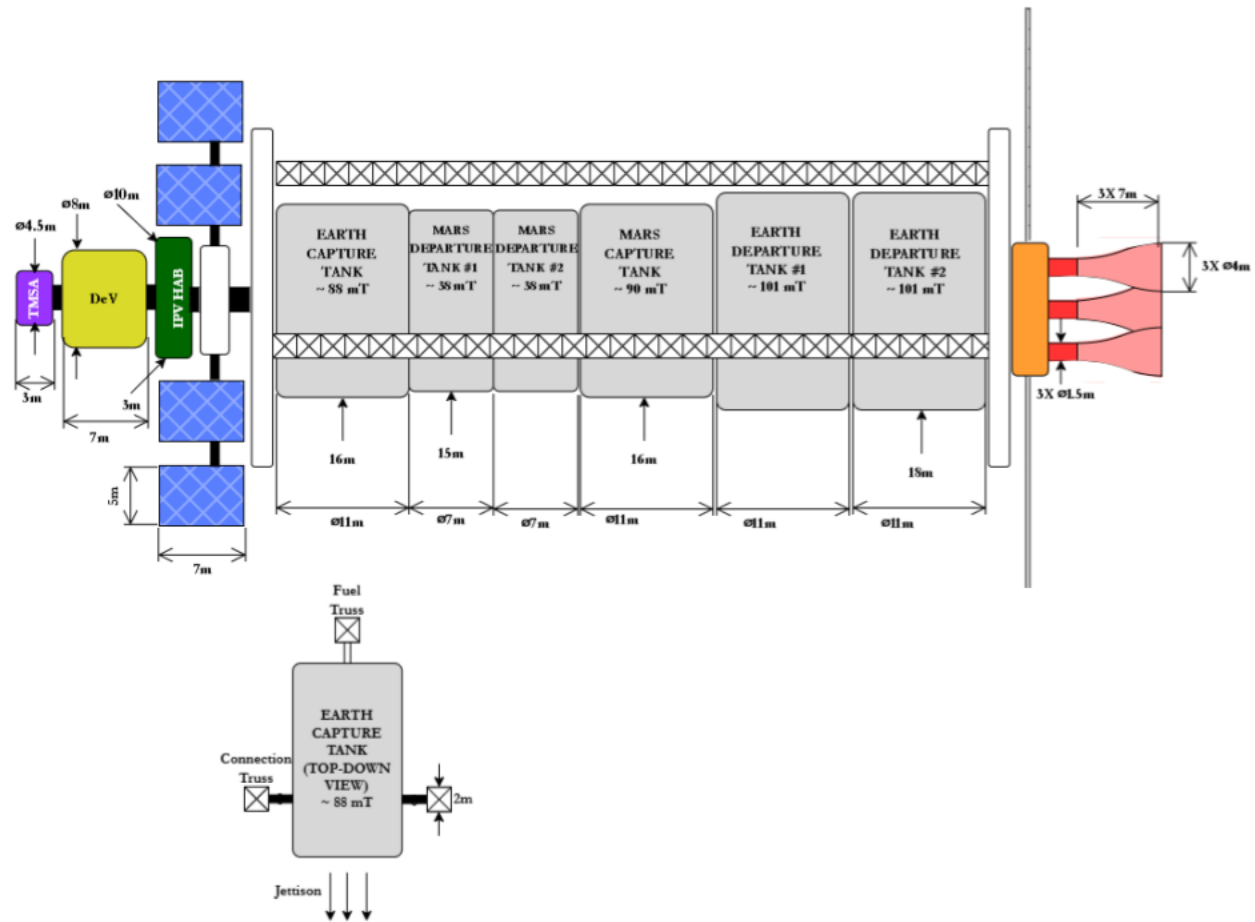 ø10m
ø8m
ø4.5m
TMSA
DeV
IPV HAB
3m
7m
3m
5m
7m
EARTH
CAPTURE
TANK
~ 88 mT
MARS
DEPARTURE
TANK #1
~ 38 mT
MARS
DEPARTURE
TANK #2
~ 38 mT
MARS
CAPTURE
TANK
~ 90 mT
EARTH
DEPARTURE
TANK #1
~ 101 mT
EARTH
DEPARTURE
TANK #2
~ 101 mT
16m
15m
16m
18m
ø11m
ø7m
ø7m
ø11m
ø11m
ø11m
3X 7m
3X ø4m
3X ø1.5m
Fuel
Truss
EARTH
CAPTURE
TANK
(TOP-DOWN
VIEW)
~ 88 mT
Connection
Truss
2m
Jettison